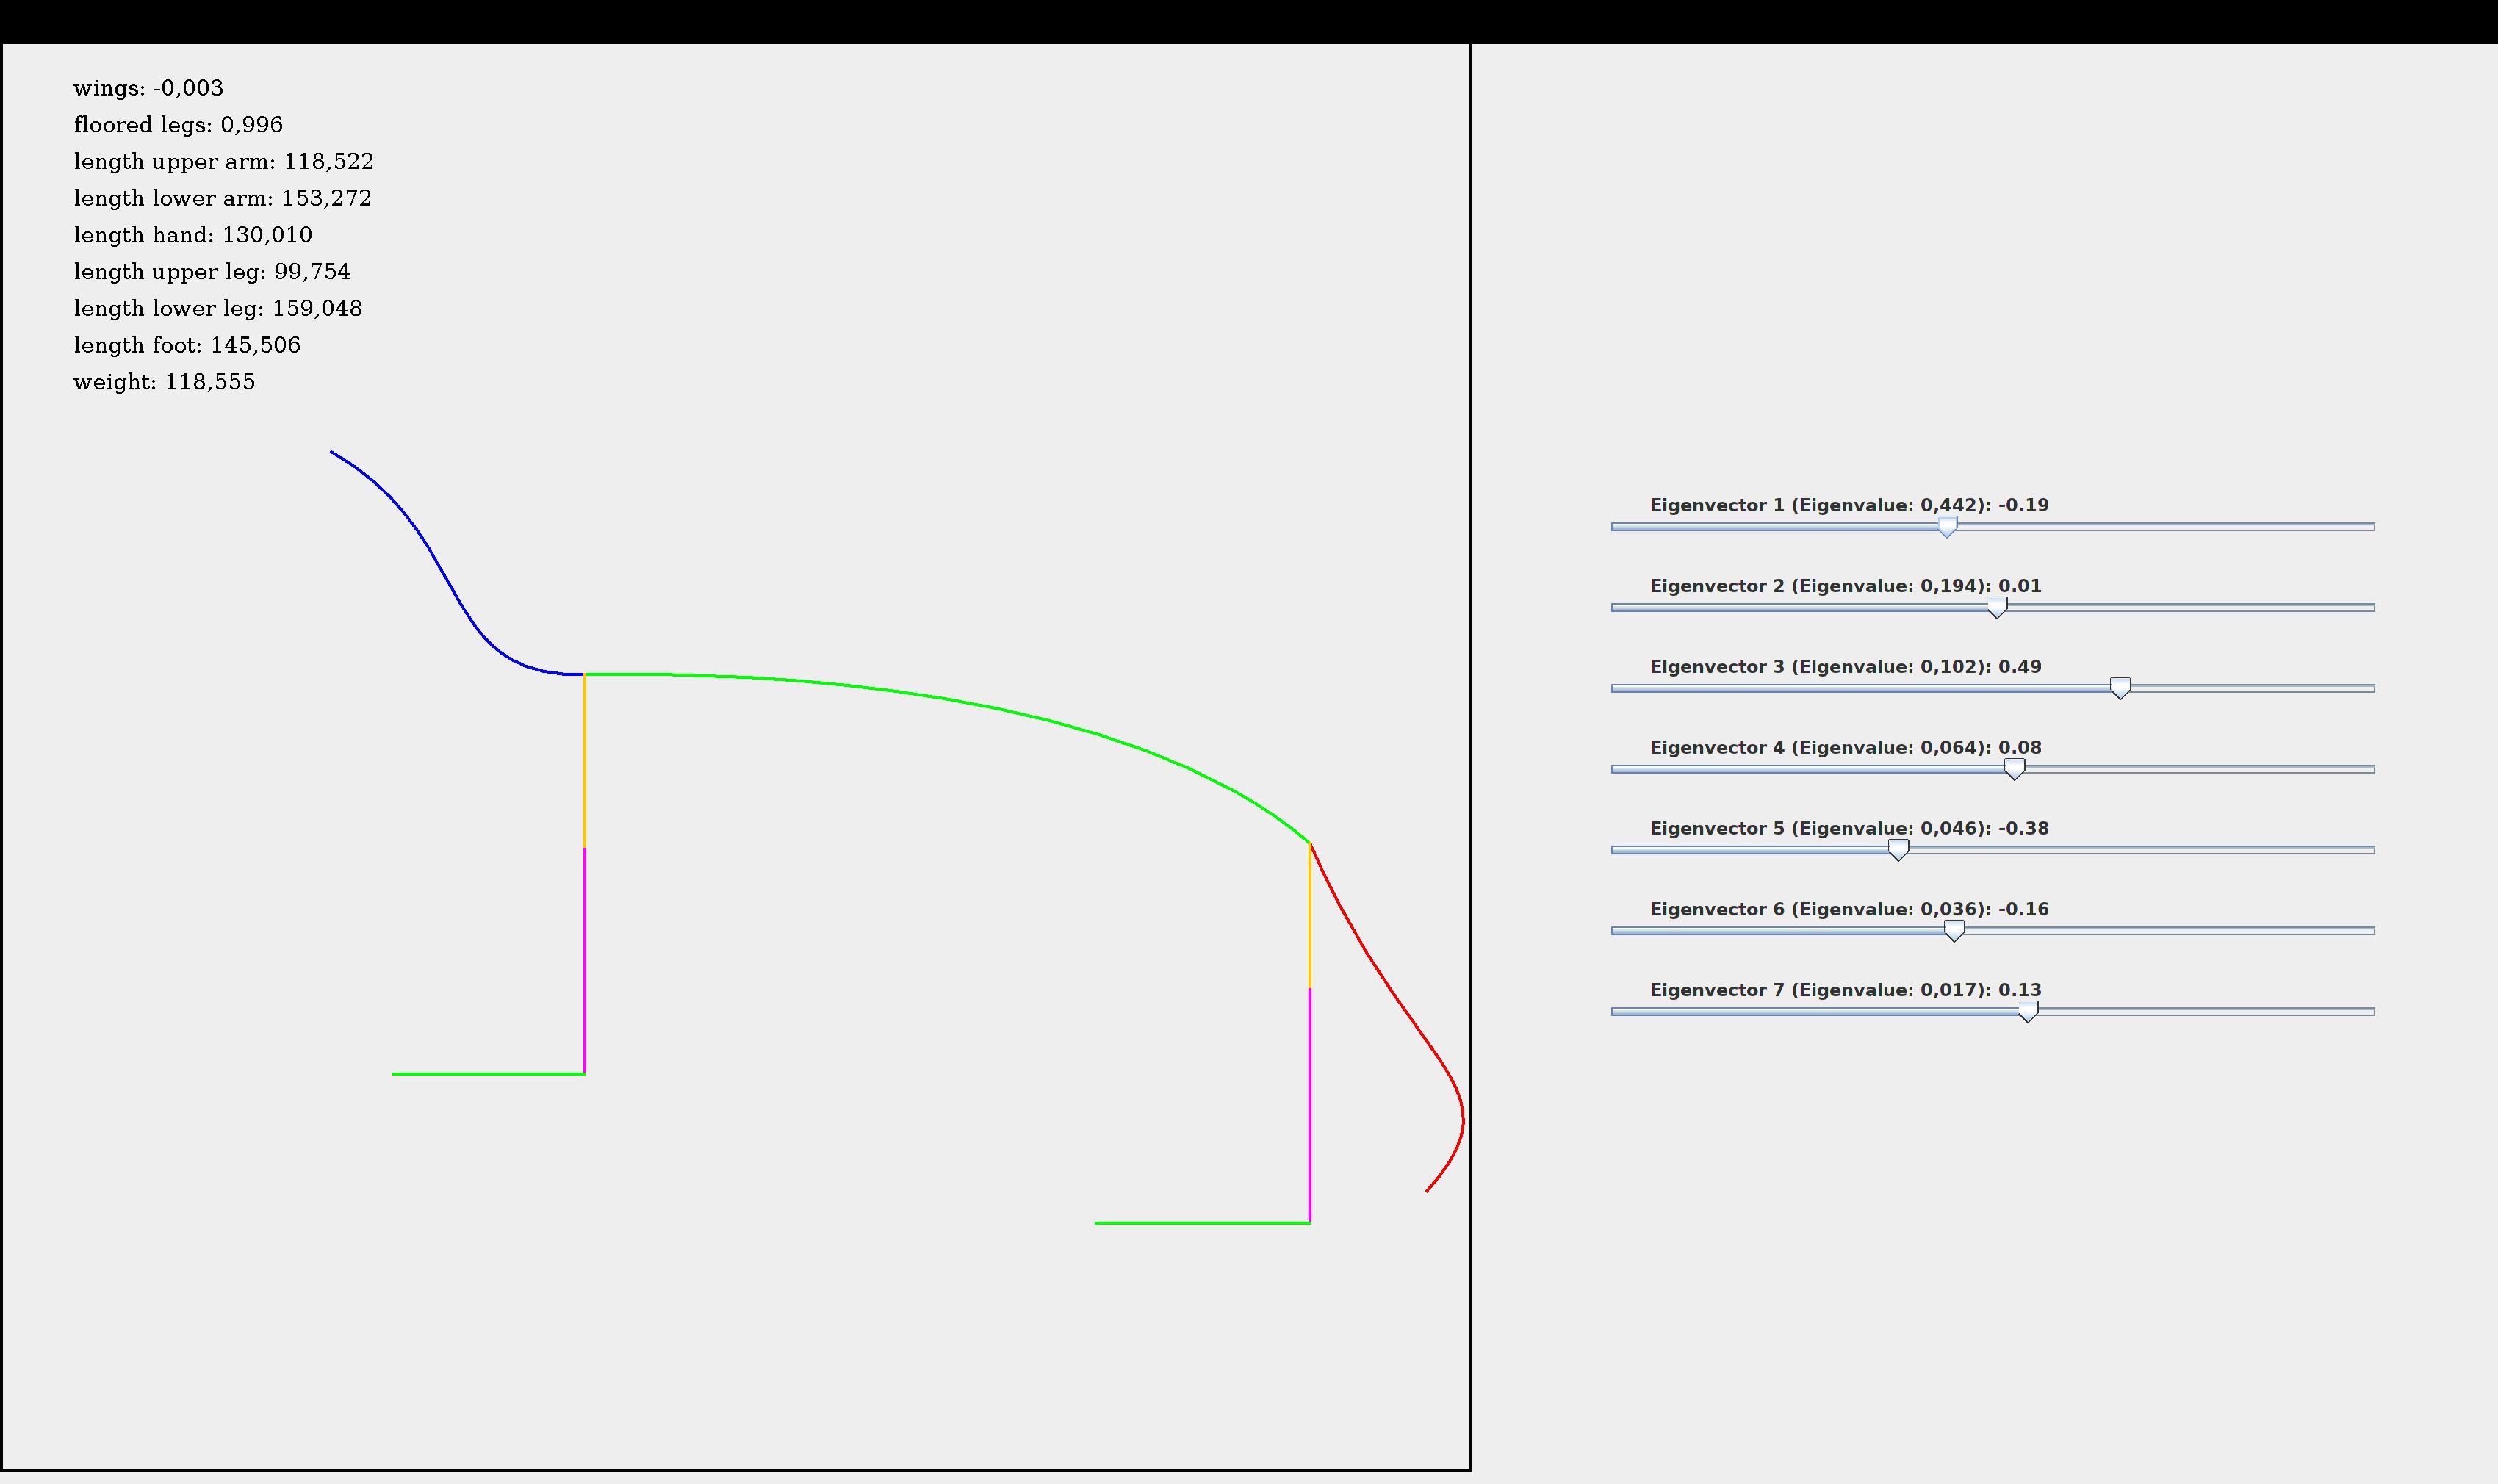 wings: -0,003
floored legs: 0,996
length upper arm: 118,522
length lower arm: 153,272
length hand: 130,010
length upper leg: 99,754
length lower leg: 159,048
length foot: 145,506
weight: 118,555
Eigenvector 1 (Eigenvalue: 0,442): -0.19
Eigenvector 2 (Eigenvalue: 0,194): 0.01
Eigenvector 3 (Eigenvalue: 0,102): 0.49
Eigenvector 4 (Eigenvalue: 0,064): 0.08
Eigenvector 5 (Eigenvalue: 0,046): -0.38
Eigenvector 6 (Eigenvalue: 0,036): -0.16
Eigenvector 7 (Eigenvalue: 0,017): 0.13